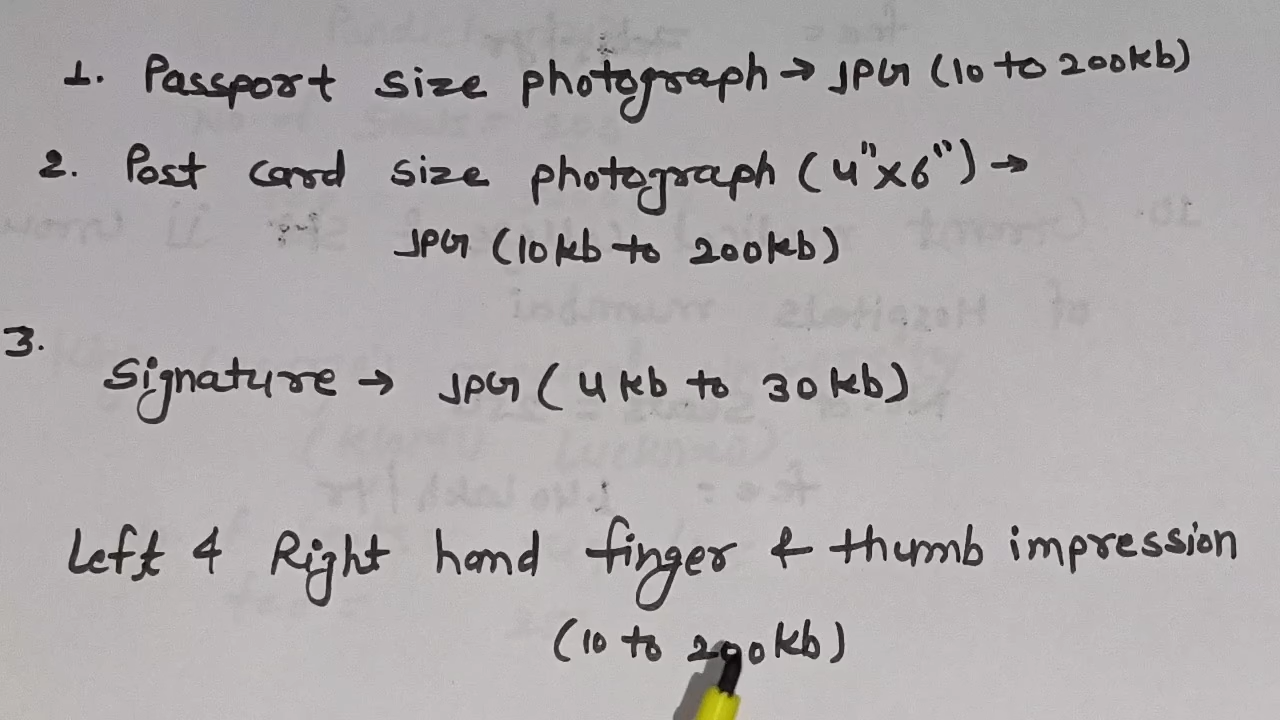 1. Passport size photograph → JPG (10 to 200kb)
2. Post card size photograph (4"x6") →
JPG (10kb to 200kb)
3.
Signature → JPG (4kb to 30kb)
Left & Right hand finger & thumb impression
(10 to 200kb)